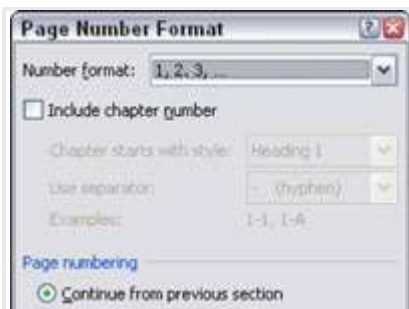 Page Number Format
Number format: 1, 2, 3, ...
Include chapter number
Chapter starts with style: Heading 1
Use separator: - (hyphen)
Examples: 1-1, 1-A
Page numbering
Continue from previous section